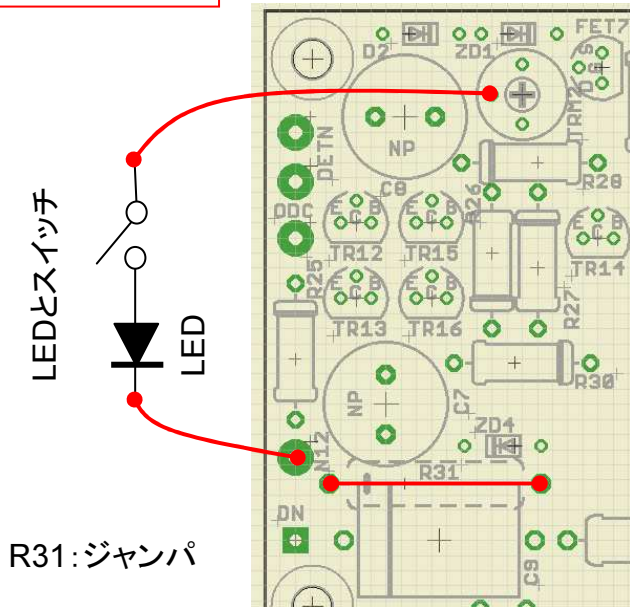 FET7
D2
ZD1
S
G
D
TRM2
DETN
NP
R28
C8
R26
ODC
E C B
E C B
E C B
TR12
TR15
TR14
R25
LEDとスイッチ
E C B
E C B
R27
TR13
TR16
LED
R30
NP
C7
ZD4
N12
R31
DN
R31:ジャンパ
C9